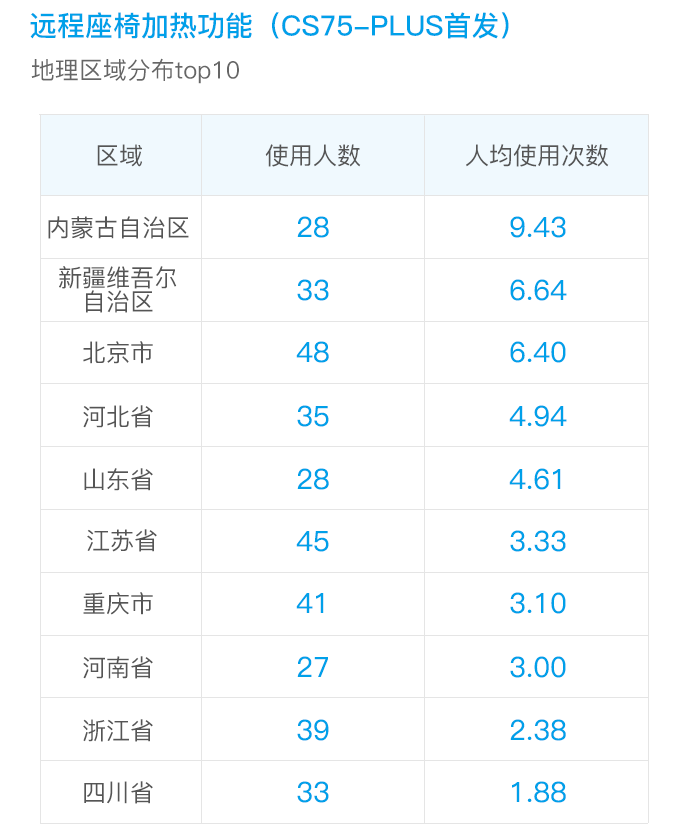 远程座椅加热功能（CS75-PLUS首发）
地理区域分布top10
区域 使用人数 人均使用次数
内蒙古自治区 28 9.43
新疆维吾尔
自治区 33 6.64
北京市 48 6.40
河北省 35 4.94
山东省 28 4.61
江苏省 45 3.33
重庆市 41 3.10
河南省 27 3.00
浙江省 39 2.38
四川省 33 1.88